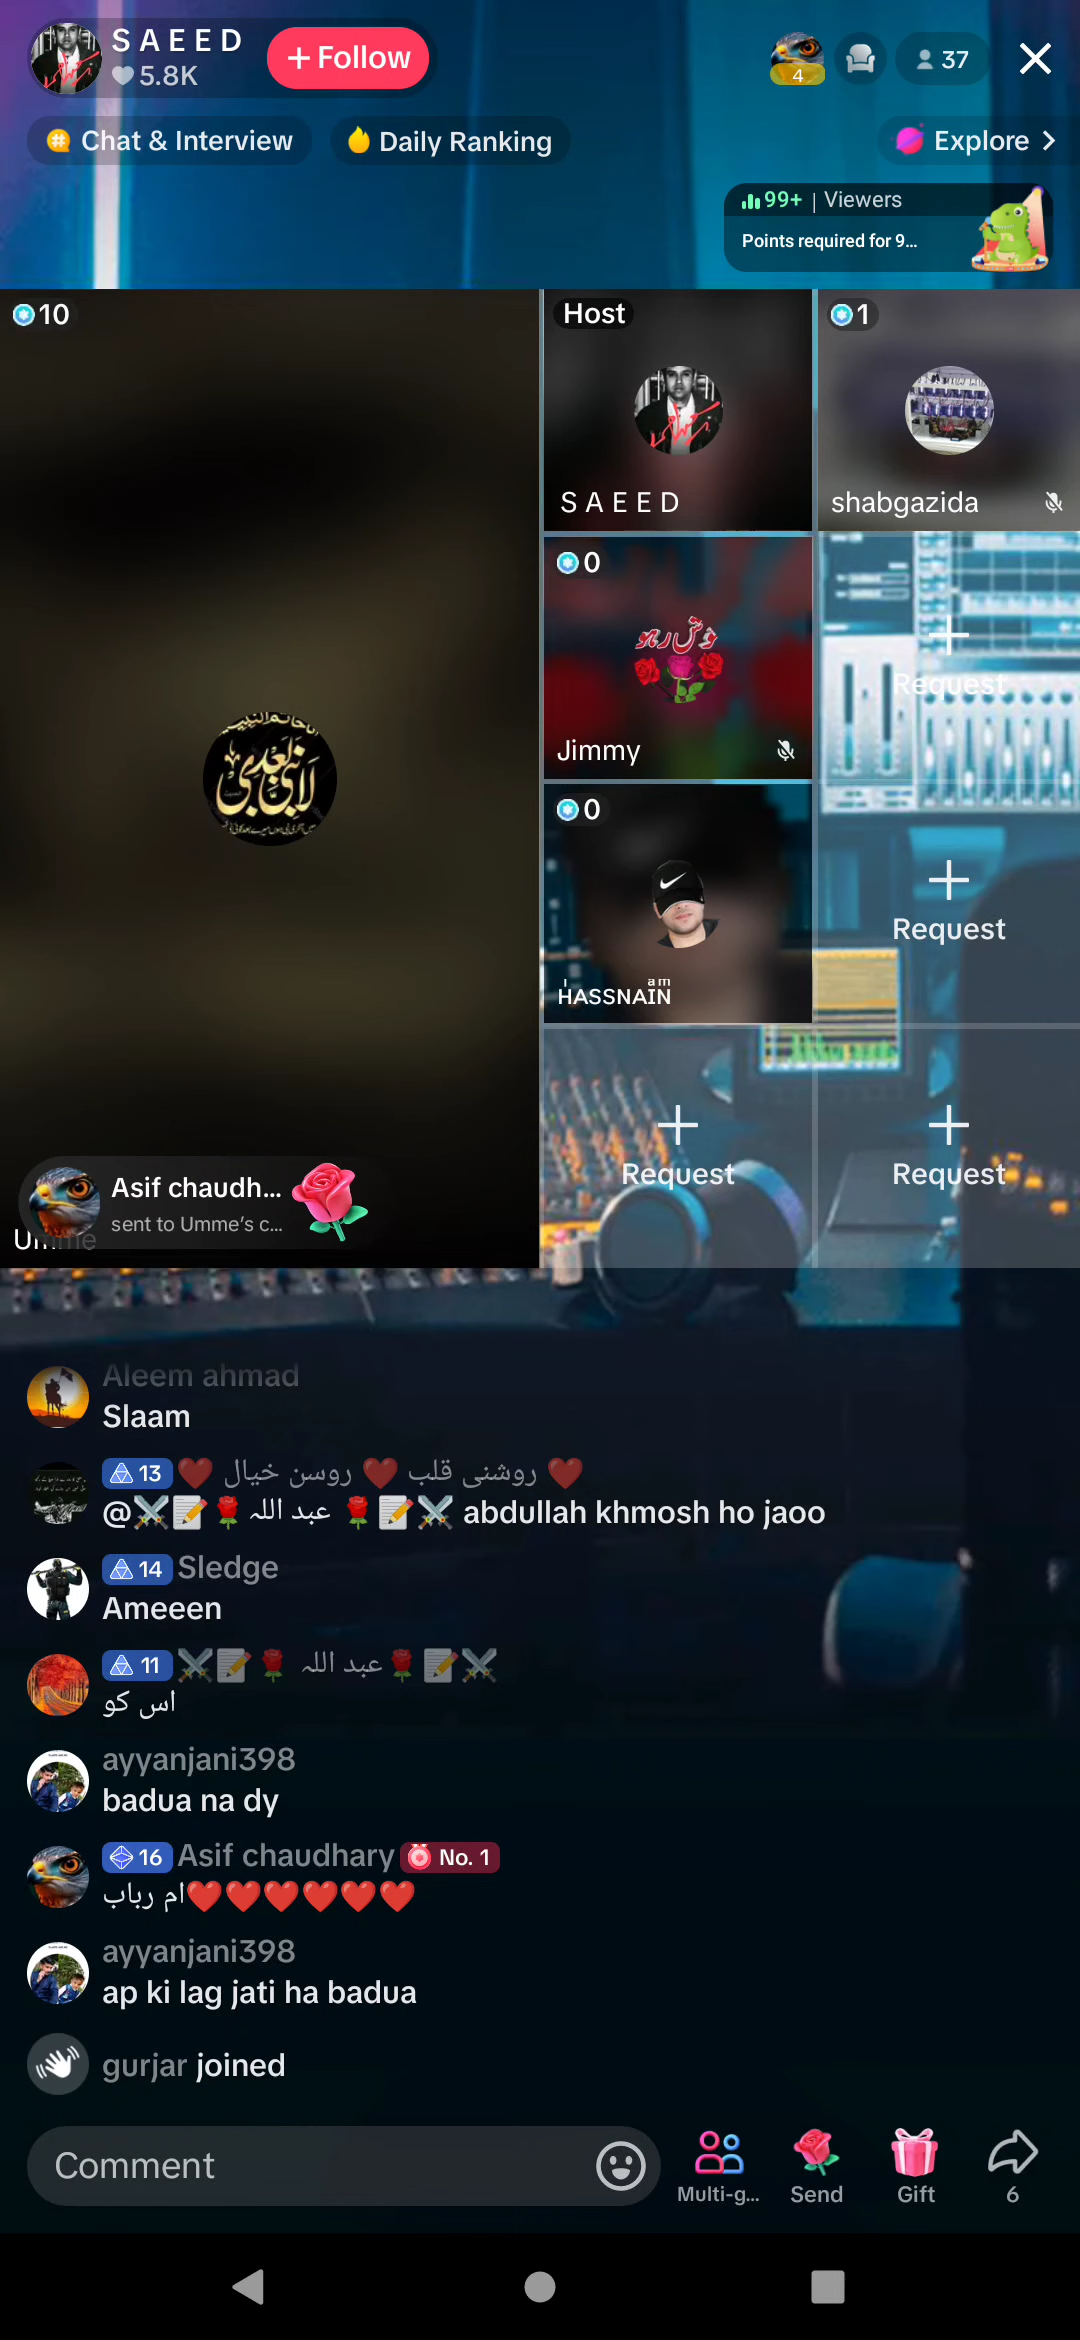 S A E E D
5.8K
+ Follow
4
37
Chat & Interview
Daily Ranking
Explore >
99+ | Viewers
Points required for 9...
10
Host
1
S A E E D
shabgazida
0
Request
Jimmy
0
لَا نَبِیَّ بَعْدِی
Request
HASSNAIN
Request
Request
Asif chaudh...
sent to Umme's c...
Umme
Aleem ahmad
Slaam
13 ❤️ روشنی قلب ❤️ روسن خیال ❤️
@⚔️📝🌹 عبد اللہ 🌹📝⚔️ abdullah khmosh ho jaoo
14 Sledge
Ameeen
11 ⚔️📝🌹 عبد اللہ 🌹📝⚔️
اس کو
ayyanjani398
badua na dy
16 Asif chaudhary No. 1
ام رباب❤️❤️❤️❤️❤️❤️
ayyanjani398
ap ki lag jati ha badua
gurjar joined
Comment
Multi-g...
Send
Gift
6